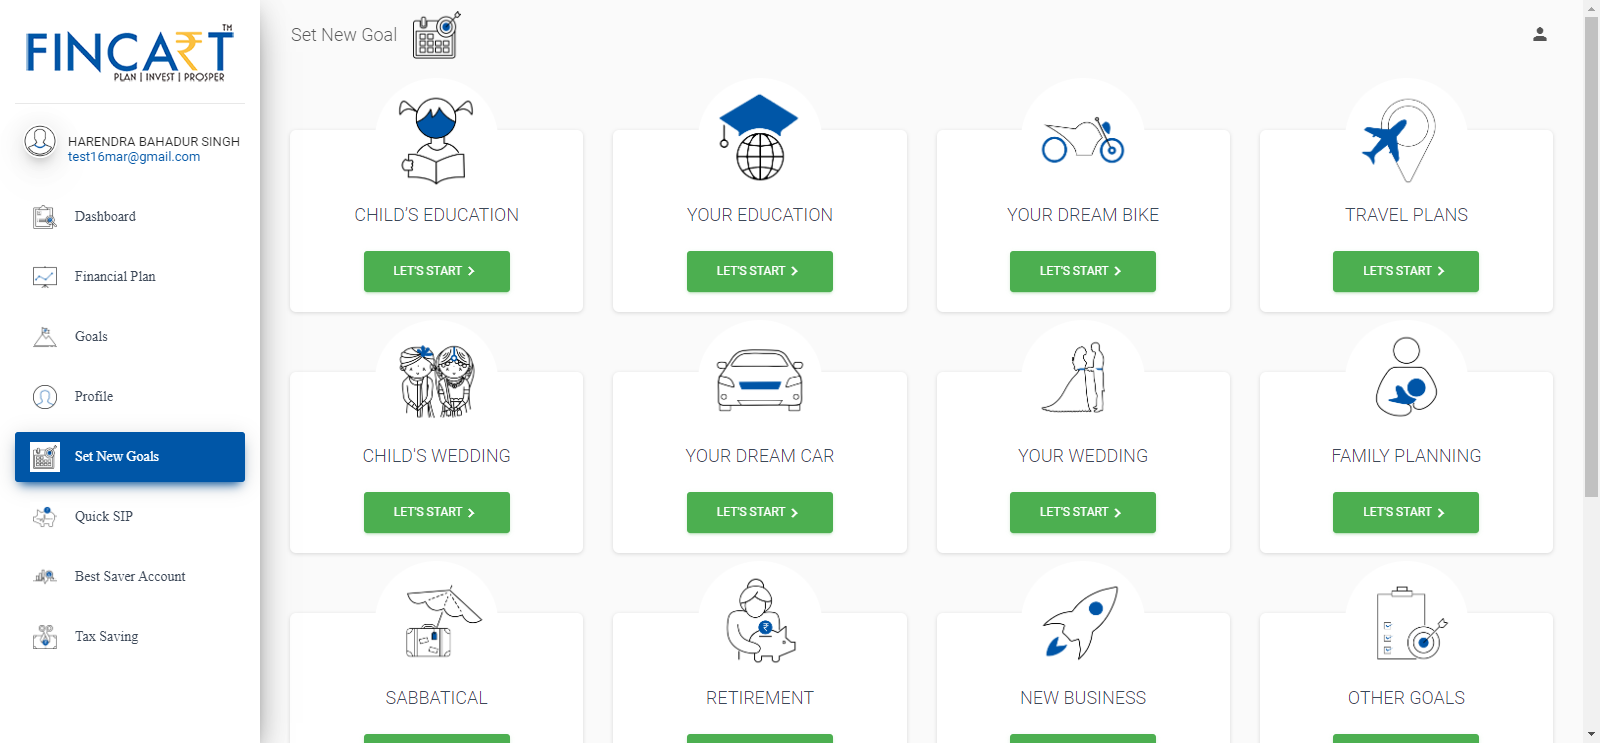 FINCART™
PLAN | INVEST | PROSPER
HARENDRA BAHADUR SINGH
test16mar@gmail.com
Dashboard
Financial Plan
Goals
Profile
Set New Goals
Quick SIP
Best Saver Account
Tax Saving
Set New Goal
CHILD'S EDUCATION
YOUR EDUCATION
YOUR DREAM BIKE
TRAVEL PLANS
LET'S START
LET'S START
LET'S START
LET'S START
CHILD'S WEDDING
YOUR DREAM CAR
YOUR WEDDING
FAMILY PLANNING
LET'S START
LET'S START
LET'S START
LET'S START
₹
SABBATICAL
RETIREMENT
NEW BUSINESS
OTHER GOALS